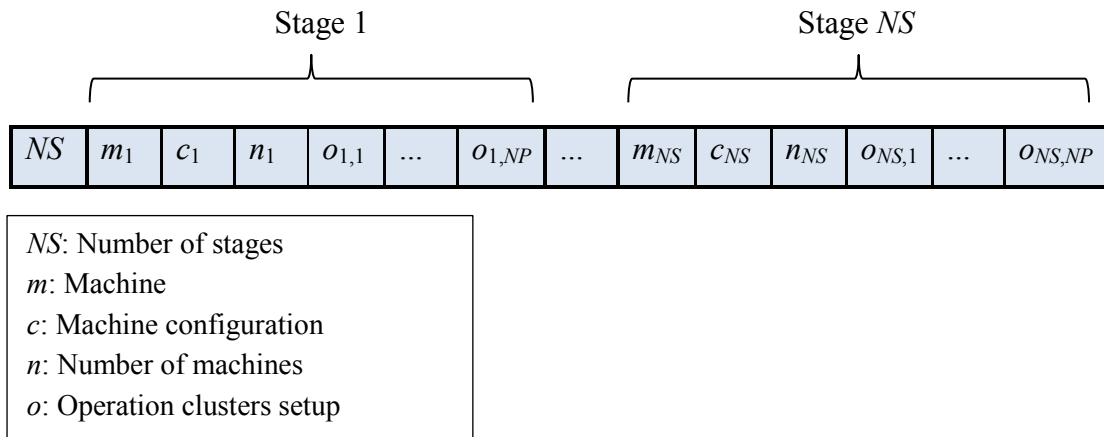 Stage 1 Stage NS
NS m1 c1 n1 o1,1 ... o1,NP ... mNS cNS nNS oNS,1 ... oNS,NP
NS: Number of stages
m: Machine
c: Machine configuration
n: Number of machines
o: Operation clusters setup